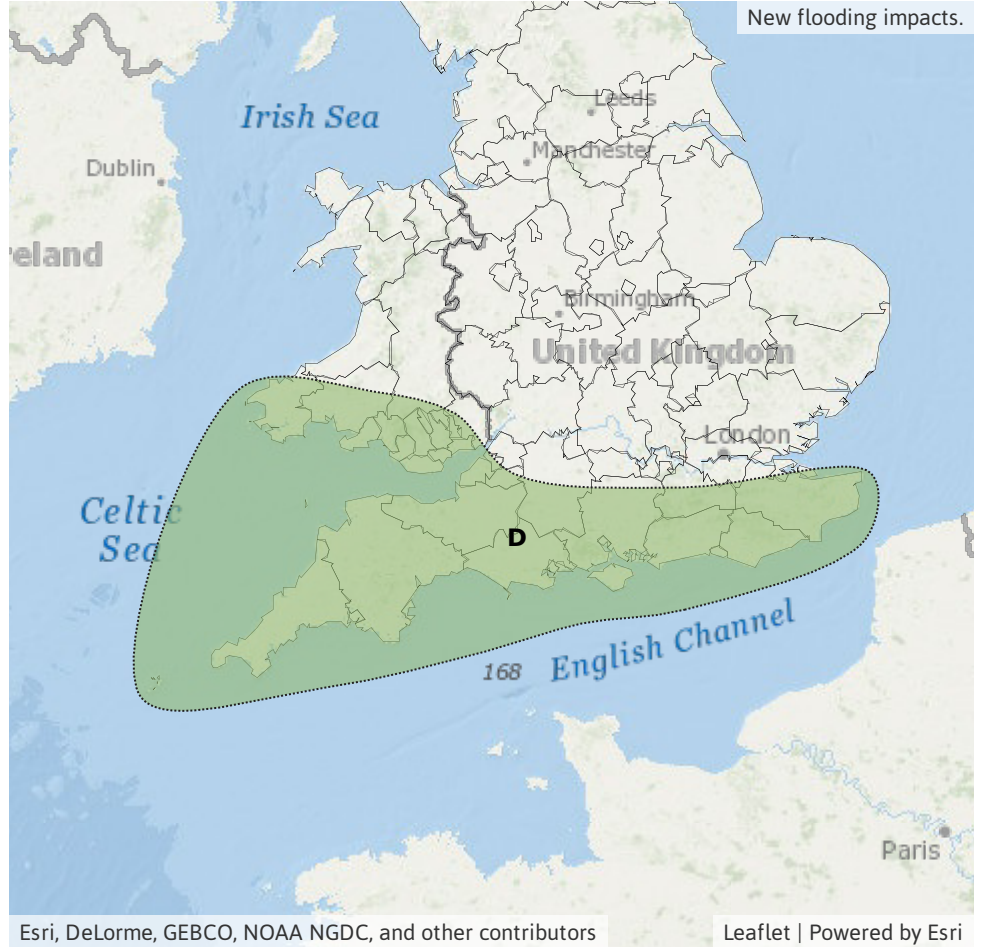 New flooding impacts.
Leeds
Irish Sea
Manchester
Dublin
reland
Birmingham
United Kingdom
London
Celtic
Sea
D
English Channel
168
Paris
Esri, DeLorme, GEBCO, NOAA NGDC, and other contributors
Leaflet | Powered by Esri